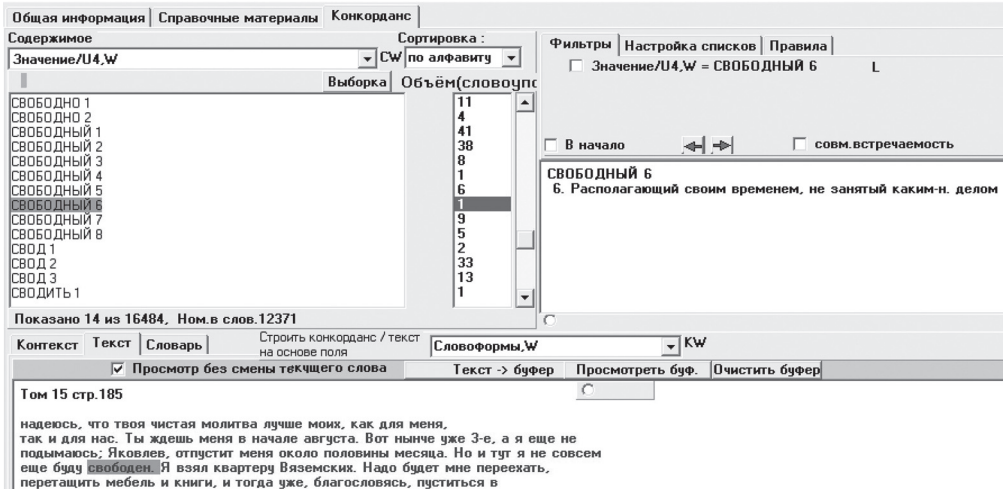 Общая информация Справочные материалы Конкорданс
Содержимое Сортировка :
Значение/U4,W CW по алфавиту
Выборка Объём(словоупо
СВОБОДНО 1 11
СВОБОДНО 2 4
СВОБОДНЫЙ 1 41
СВОБОДНЫЙ 2 38
СВОБОДНЫЙ 3 8
СВОБОДНЫЙ 4 1
СВОБОДНЫЙ 5 6
СВОБОДНЫЙ 6 1
СВОБОДНЫЙ 7 9
СВОБОДНЫЙ 8 5
СВОД 1 2
СВОД 2 33
СВОД 3 13
СВОДИТЬ 1 1
Показано 14 из 16484, Ном.в слов.12371
Фильтры Настройка списков Правила
Значение/U4,W = СВОБОДНЫЙ 6 L
В начало совм.встречаемость
СВОБОДНЫЙ 6
6. Располагающий своим временем, не занятый каким-н. делом
Контекст Текст Словарь Строить конкорданс / текст
на основе поля Словоформы,W KW
Просмотр без смены текущего слова Текст -> буфер Просмотреть буф. Очистить буфер
Том 15 стр.185
надеюсь, что твоя чистая молитва лучше моих, как для меня,
так и для нас. Ты ждешь меня в начале августа. Вот нынче уже 3-е, а я еще не
подымаюсь; Яковлев, отпустит меня около половины месяца. Но и тут я не совсем
еще буду свободен. Я взял квартеру Вяземских. Надо будет мне переехать,
перетащить мебель и книги, и тогда уже, благословясь, пуститься в